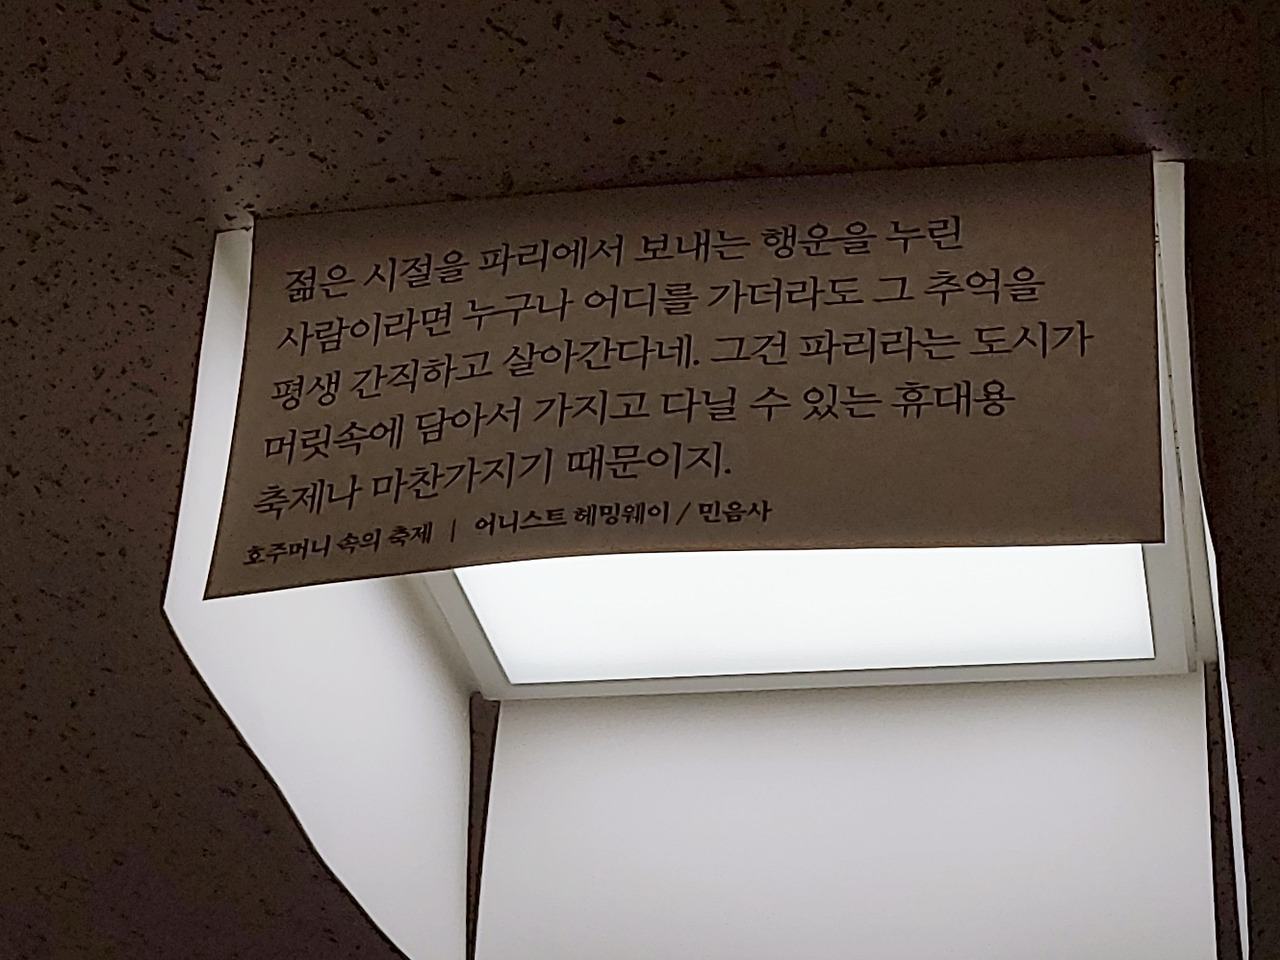 젊은 시절을 파리에서 보내는 행운을 누린
사람이라면 누구나 어디를 가더라도 그 추억을
평생 간직하고 살아간다네. 그건 파리라는 도시가
머릿속에 담아서 가지고 다닐 수 있는 휴대용
축제나 마찬가지기 때문이지.
호주머니 속의 축제 | 어니스트 헤밍웨이 / 민음사